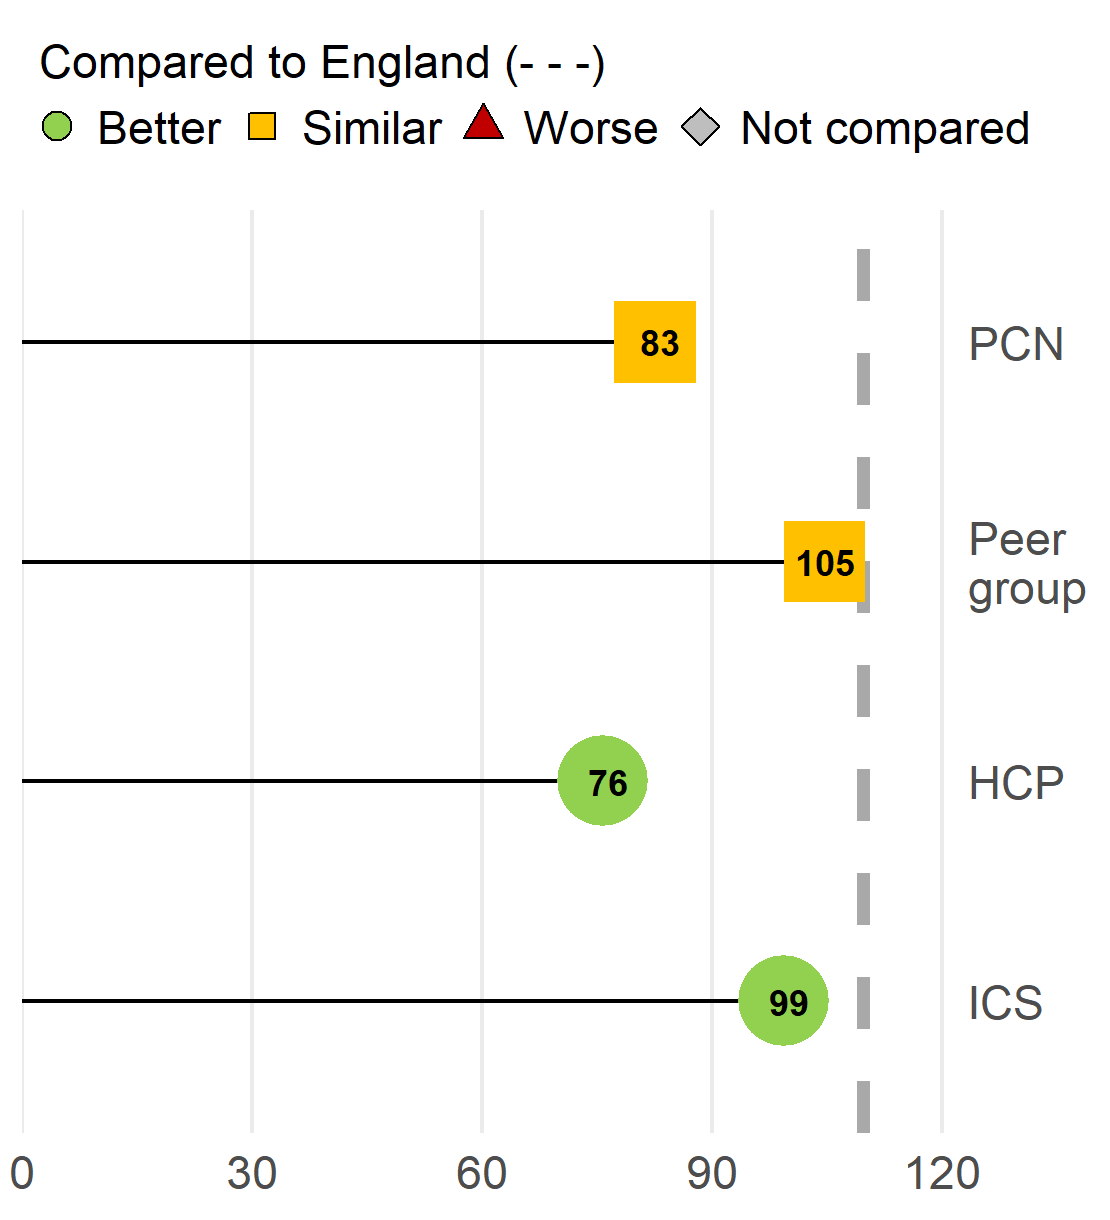 Compared to England (- - -)
Better Similar Worse Not compared
83 PCN
105 Peer
group
76 HCP
99 ICS
0 30 60 90 120